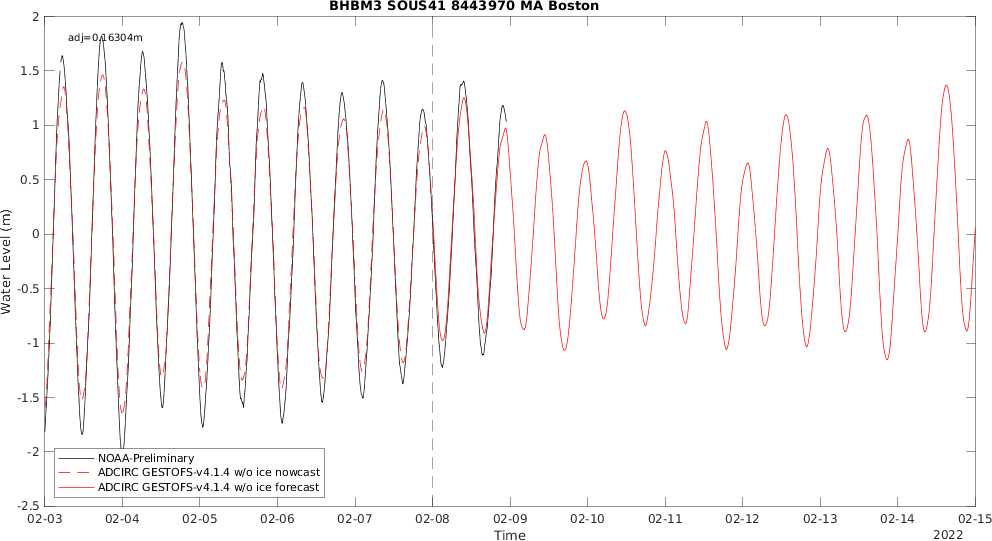 BHBM3 SOUS41 8443970 MA Boston
adj=0.16304m
2
1.5
1
0.5
0
-0.5
-1
-1.5
-2
-2.5
Water Level (m)
NOAA-Preliminary
ADCIRC GESTOFS-v4.1.4 w/o ice nowcast
ADCIRC GESTOFS-v4.1.4 w/o ice forecast
02-03 02-04 02-05 02-06 02-07 02-08 02-09 02-10 02-11 02-12 02-13 02-14 02-15
Time
2022